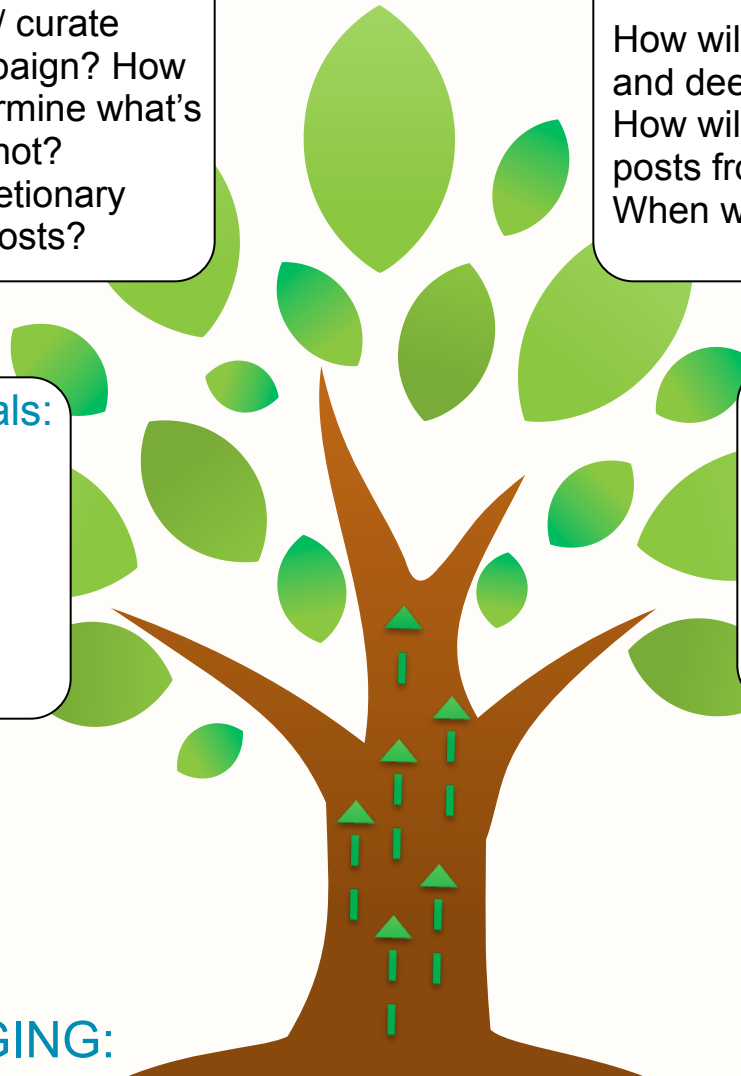 / curate
paign? How
rmine what's
not?
etionary
osts?
How wil
and dee
How wil
posts fro
When w
als:
GING: